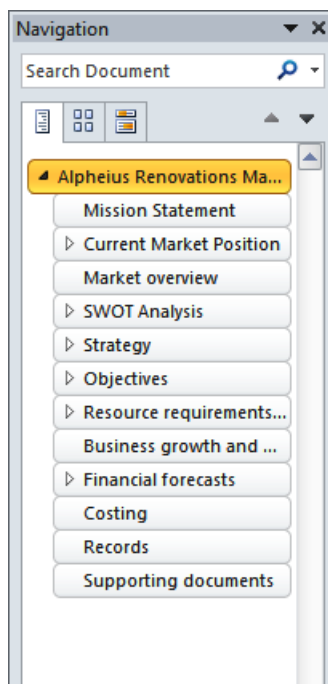 Navigation
Search Document
Alpheius Renovations Ma...
Mission Statement
Current Market Position
Market overview
SWOT Analysis
Strategy
Objectives
Resource requirements...
Business growth and ...
Financial forecasts
Costing
Records
Supporting documents